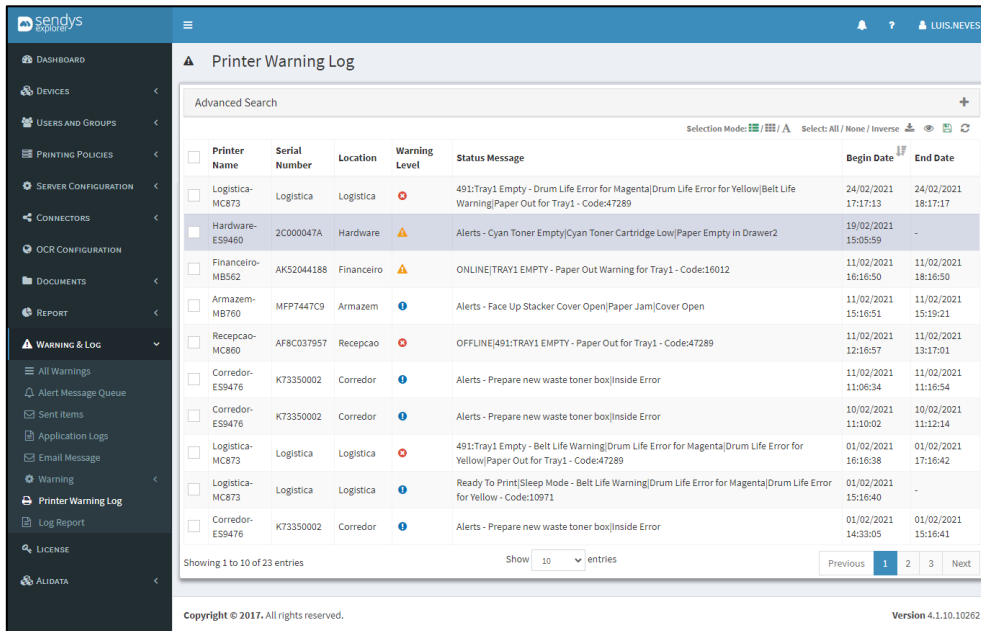 sendys
explorer
LUIS.NEVES
DASHBOARD
DEVICES
USERS AND GROUPS
PRINTING POLICIES
SERVER CONFIGURATION
CONNECTORS
OCR CONFIGURATION
DOCUMENTS
REPORT
WARNING & LOG
All Warnings
Alert Message Queue
Sent items
Application Logs
Email Message
Warning
Printer Warning Log
Log Report
LICENSE
ALIDATA
Printer Warning Log
Advanced Search
Selection Mode: / / A Select: All / None / Inverse
Printer Name Serial Number Location Warning Level Status Message Begin Date End Date
Logistica-MC873 Logistica Logistica 491:Tray1 Empty - Drum Life Error for Magenta|Drum Life Error for Yellow|Belt Life Warning|Paper Out for Tray1 - Code:47289 24/02/2021 17:17:13 24/02/2021 18:17:17
Hardware-ES9460 2C000047A Hardware Alerts - Cyan Toner Empty|Cyan Toner Cartridge Low|Paper Empty in Drawer2 19/02/2021 15:05:59 -
Financeiro-MB562 AK52044188 Financeiro ONLINE|TRAY1 EMPTY - Paper Out Warning for Tray1 - Code:16012 11/02/2021 16:16:50 11/02/2021 18:16:50
Armazem-MB760 MFP7447C9 Armazem Alerts - Face Up Stacker Cover Open|Paper Jam|Cover Open 11/02/2021 15:16:51 11/02/2021 15:19:21
Recepcao-MC860 AF8C037957 Recepcao OFFLINE|491:TRAY1 EMPTY - Paper Out for Tray1 - Code:47289 11/02/2021 12:16:57 11/02/2021 13:17:01
Corredor-ES9476 K73350002 Corredor Alerts - Prepare new waste toner box|Inside Error 11/02/2021 11:06:34 11/02/2021 11:16:54
Corredor-ES9476 K73350002 Corredor Alerts - Prepare new waste toner box|Inside Error 10/02/2021 11:10:02 10/02/2021 11:12:14
Logistica-MC873 Logistica Logistica 491:Tray1 Empty - Belt Life Warning|Drum Life Error for Magenta|Drum Life Error for Yellow|Paper Out for Tray1 - Code:47289 01/02/2021 16:16:38 01/02/2021 17:16:42
Logistica-MC873 Logistica Logistica Ready To Print|Sleep Mode - Belt Life Warning|Drum Life Error for Magenta|Drum Life Error for Yellow - Code:10971 01/02/2021 15:16:40 -
Corredor-ES9476 K73350002 Corredor Alerts - Prepare new waste toner box|Inside Error 01/02/2021 14:33:05 01/02/2021 15:16:41
Showing 1 to 10 of 23 entries Show 10 entries Previous 1 2 3 Next
Copyright © 2017. All rights reserved. Version 4.1.10.10262